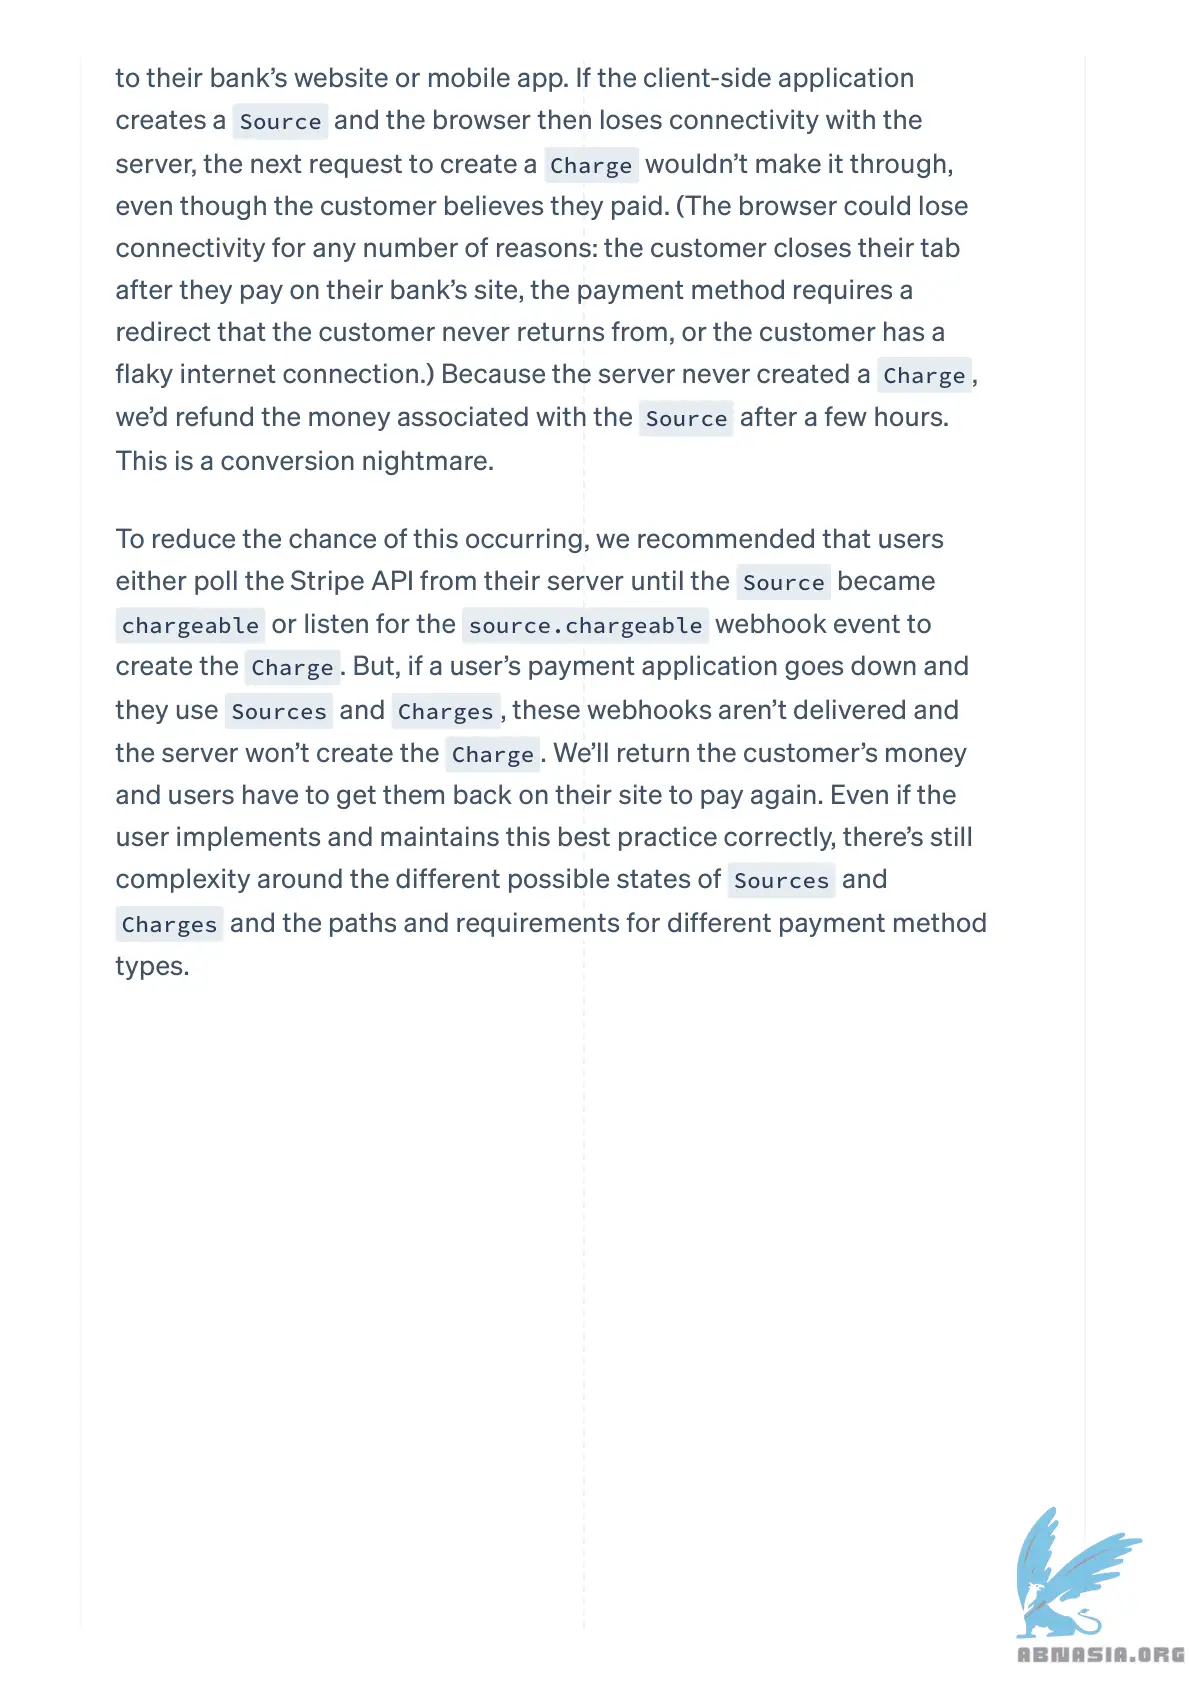 to their bank’s website or mobile app. If the client-side application
creates a Source and the browser then loses connectivity with the
server, the next request to create a Charge wouldn’t make it through,
even though the customer believes they paid. (The browser could lose
connectivity for any number of reasons: the customer closes their tab
after they pay on their bank’s site, the payment method requires a
redirect that the customer never returns from, or the customer has a
flaky internet connection.) Because the server never created a Charge,
we’d refund the money associated with the Source after a few hours.
This is a conversion nightmare.
To reduce the chance of this occurring, we recommended that users
either poll the Stripe API from their server until the Source became
chargeable or listen for the source.chargeable webhook event to
create the Charge. But, if a user’s payment application goes down and
they use Sources and Charges, these webhooks aren’t delivered and
the server won’t create the Charge. We’ll return the customer’s money
and users have to get them back on their site to pay again. Even if the
user implements and maintains this best practice correctly, there’s still
complexity around the different possible states of Sources and
Charges and the paths and requirements for different payment method
types.
ABNASIA.ORG